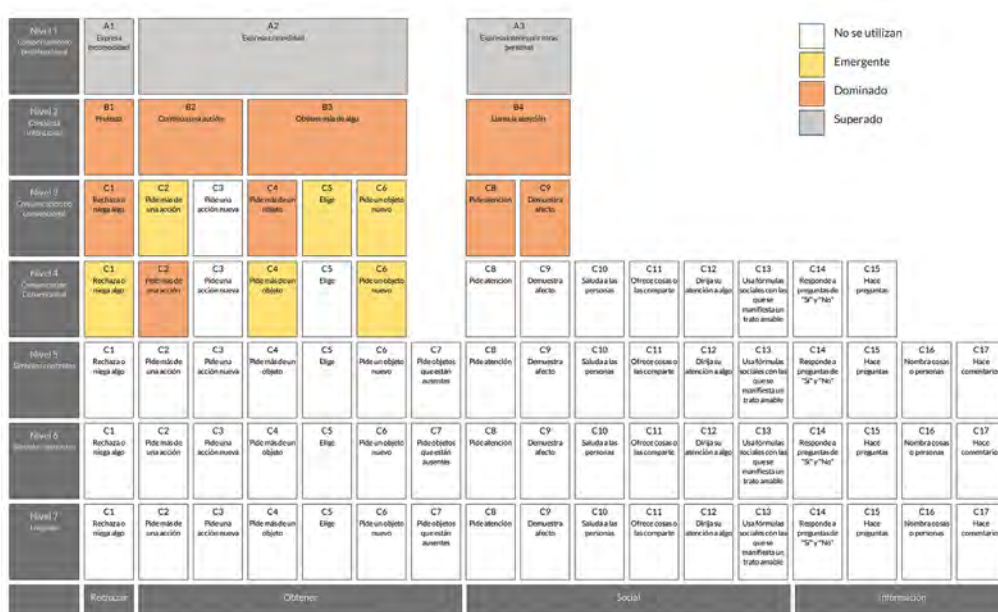 Nivel 1
A1
Expresa
incomodidad
A2
Expresa comodidad
A3
Expresa interés por otras
personas
No se utilizan
Emergente
Dominado
Superado
Nivel 2
Conducta
intencional
B1
Protesta
B2
Continúa una acción
B3
Obtiene más de algo
B4
Llama la atención
Nivel 3
Comunicación no
convencional
C1
Rechaza o
niega algo
C2
Pide más de
una acción
C3
Pide una
acción nueva
C4
Pide más de un
objeto
C5
Elige
C6
Pide un objeto
nuevo
C8
Pide atención
C9
Demuestra
afecto
Nivel 4
Comunicación
Convencional
C1
Rechaza o
niega algo
C2
Pide más de
una acción
C3
Pide una
acción nueva
C4
Pide más de un
objeto
C5
Elige
C6
Pide un objeto
nuevo
C8
Pide atención
C9
Demuestra
afecto
C10
Saluda a las
personas
C11
Ofrece cosas o
las comparte
C12
Dirija su
atención a algo
C13
Usa fórmulas
sociales con las
que se
manifiesta un
trato amable
C14
Responde a
preguntas de
"Sí" y "No"
C15
Hace
preguntas
Nivel 5
Símbolos concretos
C1
Rechaza o
niega algo
C2
Pide más de
una acción
C3
Pide una
acción nueva
C4
Pide más de un
objeto
C5
Elige
C6
Pide un objeto
nuevo
C7
Pide objetos
que están
ausentes
C8
Pide atención
C9
Demuestra
afecto
C10
Saluda a las
personas
C11
Ofrece cosas o
las comparte
C12
Dirija su
atención a algo
C13
Usa fórmulas
sociales con las
que se
manifiesta un
trato amable
C14
Responde a
preguntas de
"Sí" y "No"
C15
Hace
preguntas
C16
Nombra cosas
o personas
C17
Hace
comentario
Nivel 6
C1
Rechaza o
niega algo
C2
Pide más de
una acción
C3
Pide una
acción nueva
C4
Pide más de un
objeto
C5
Elige
C6
Pide un objeto
nuevo
C7
Pide objetos
que están
ausentes
C8
Pide atención
C9
Demuestra
afecto
C10
Saluda a las
personas
C11
Ofrece cosas o
las comparte
C12
Dirija su
atención a algo
C13
Usa fórmulas
sociales con las
que se
manifiesta un
trato amable
C14
Responde a
preguntas de
"Sí" y "No"
C15
Hace
preguntas
C16
Nombra cosas
o personas
C17
Hace
comentario
Nivel 7
Lenguaje
C1
Rechaza o
niega algo
C2
Pide más de
una acción
C3
Pide una
acción nueva
C4
Pide más de un
objeto
C5
Elige
C6
Pide un objeto
nuevo
C7
Pide objetos
que están
ausentes
C8
Pide atención
C9
Demuestra
afecto
C10
Saluda a las
personas
C11
Ofrece cosas o
las comparte
C12
Dirija su
atención a algo
C13
Usa fórmulas
sociales con las
que se
manifiesta un
trato amable
C14
Responde a
preguntas de
"Sí" y "No"
C15
Hace
preguntas
C16
Nombra cosas
o personas
C17
Hace
comentario
Rechazar
Obtener
Social
Información